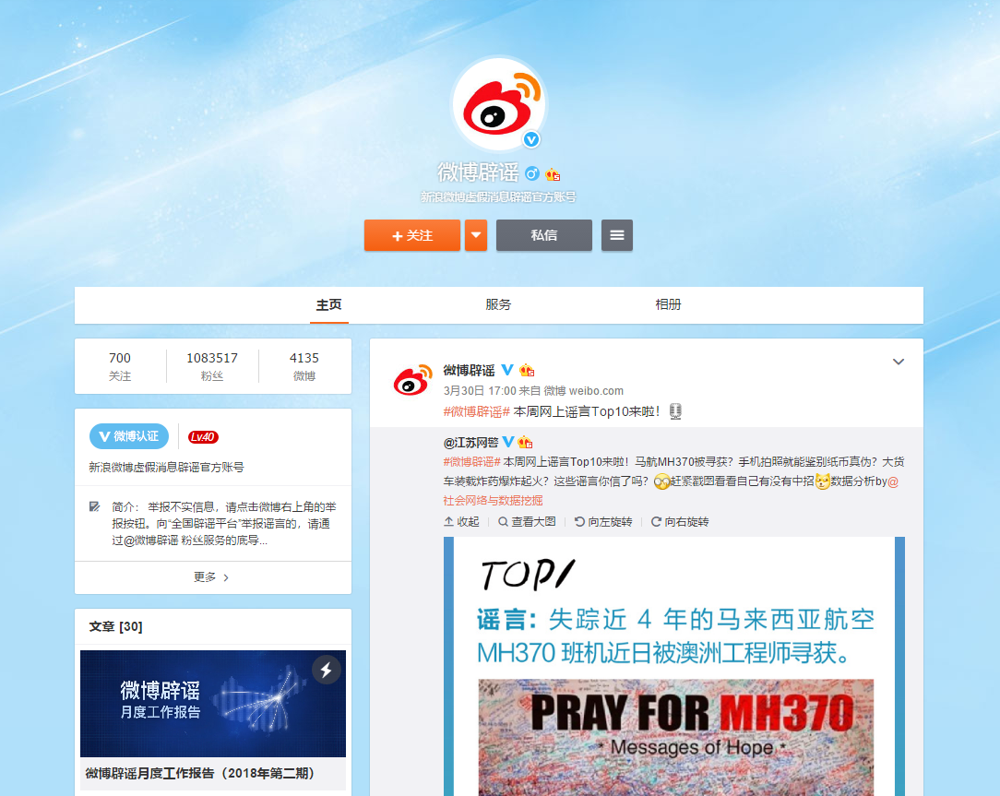 微博辟谣
新浪微博虚假消息辟谣官方账号
+ 关注
私信
主页
服务
相册
700
关注
1083517
粉丝
4135
微博
微博认证
Lv40
新浪微博虚假消息辟谣官方账号
简介: 举报不实信息，请点击微博右上角的举
报按钮。向“全国辟谣平台”举报谣言的，请通
过@微博辟谣 粉丝服务的底导...
更多
文章 [30]
微博辟谣
月度工作报告
微博辟谣月度工作报告（2018年第二期）
微博辟谣
3月30日 17:00 来自 微博 weibo.com
#微博辟谣# 本周网上谣言Top10来啦！
@江苏网警
#微博辟谣# 本周网上谣言Top10来啦！马航MH370被寻获？手机拍照就能鉴别纸币真伪？大货
车装载炸药爆炸起火？这些谣言你信了吗？赶紧戳图看看自己有没有中招数据分析by@
社会网络与数据挖掘
收起
查看大图
向左旋转
向右旋转
TOP1
谣言：失踪近 4 年的马来西亚航空
MH370 班机近日被澳洲工程师寻获。
PRAY FOR MH370
Messages of Hope